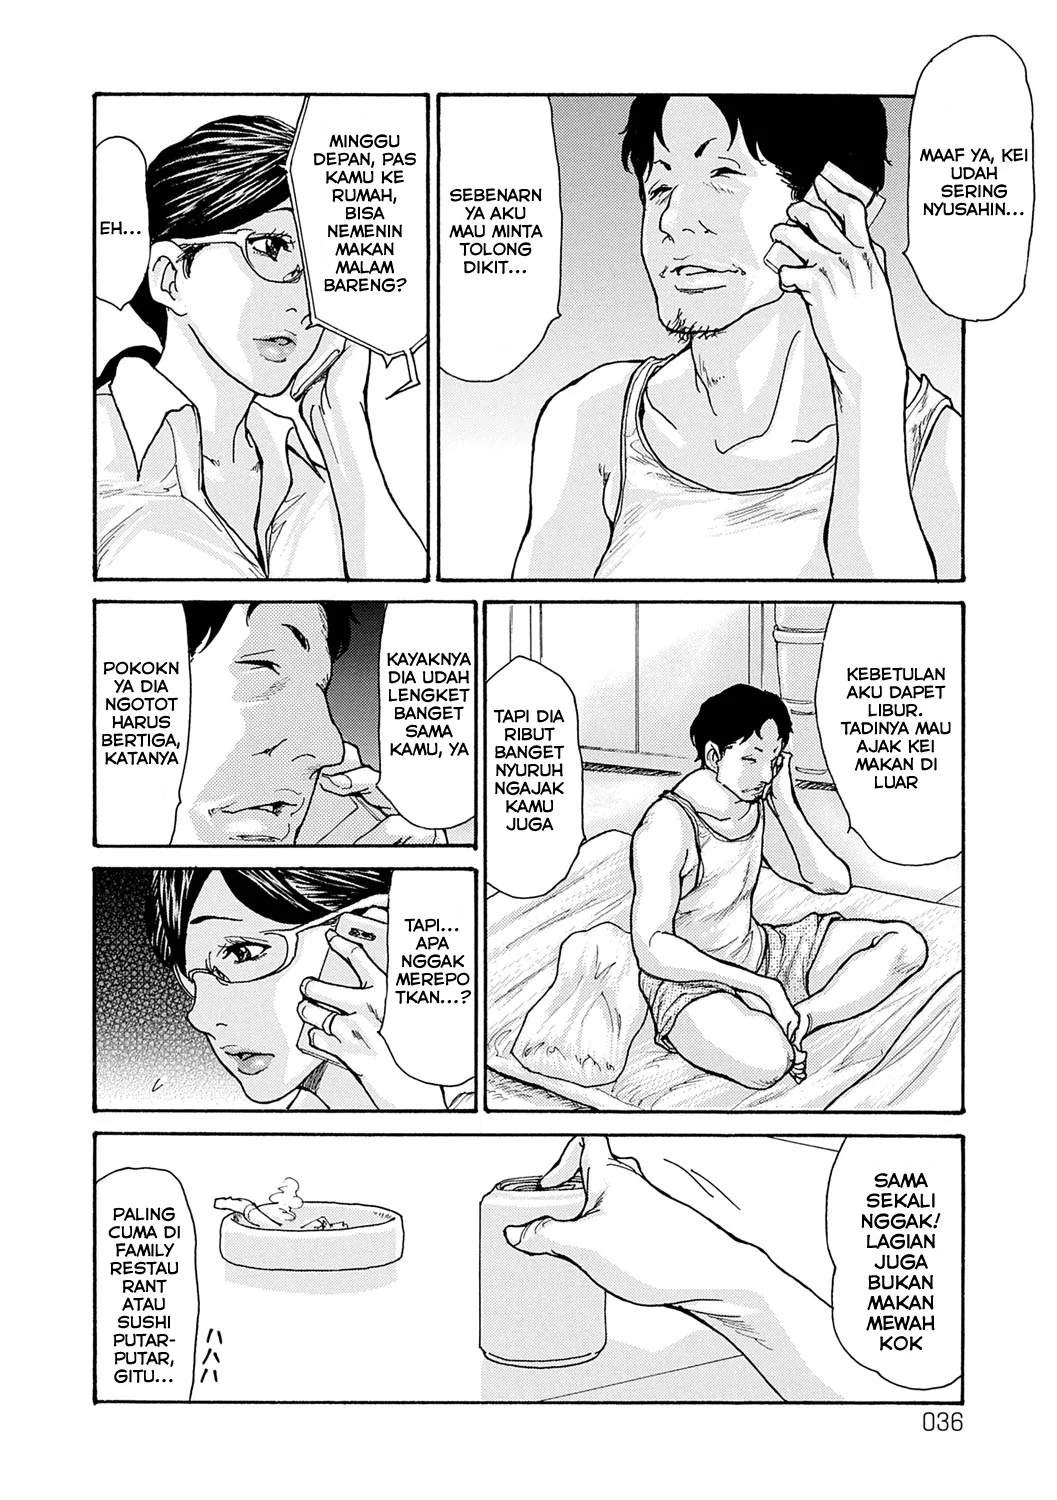 MAAF YA, KEI
UDAH
SERING
NYUSAHIN...
SEBENARN
YA AKU
MAU MINTA
TOLONG
DIKIT...
MINGGU
DEPAN, PAS
KAMU KE
RUMAH,
BISA
NEMENIN
MAKAN
MALAM
BARENG?
EH...
KEBETULAN
AKU DAPET
LIBUR.
TADINYA MAU
AJAK KEI
MAKAN DI
LUAR
TAPI DIA
RIBUT
BANGET
NYURUH
NGAJAK
KAMU
JUGA
KAYAKNYA
DIA UDAH
LENGKET
BANGET
SAMA
KAMU, YA
POKOKN
YA DIA
NGOTOT
HARUS
BERTIGA,
KATANYA
TAPI...
APA
NGGAK
MEREPO
TKAN...?
SAMA
SEKALI
NGGAK!
LAGIAN
JUGA
BUKAN
MAKAN
MEWAH
KOK
PALING
CUMA DI
FAMILY
RESTAU
RANT
ATAU
SUSHI
PUTAR-
PUTAR,
GITU...
ハハハ
036